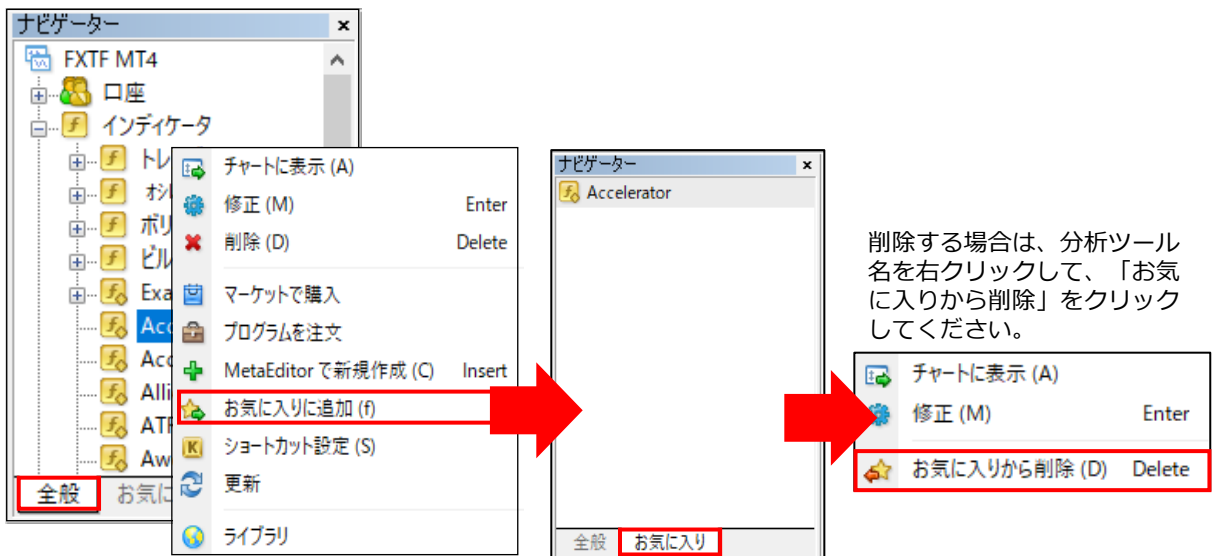 ナビゲーター
FXTF MT4
口座
インディケータ
チャートに表示 (A)
修正 (M) Enter
削除 (D) Delete
マーケットで購入
プログラムを注文
MetaEditor で新規作成 (C) Insert
お気に入りに追加 (f)
ショートカット設定 (S)
更新
ライブラリ
全般
ナビゲーター
Accelerator
全般 お気に入り
削除する場合は、分析ツール
名を右クリックして、「お気
に入りから削除」をクリック
してください。
チャートに表示 (A)
修正 (M) Enter
お気に入りから削除 (D) Delete